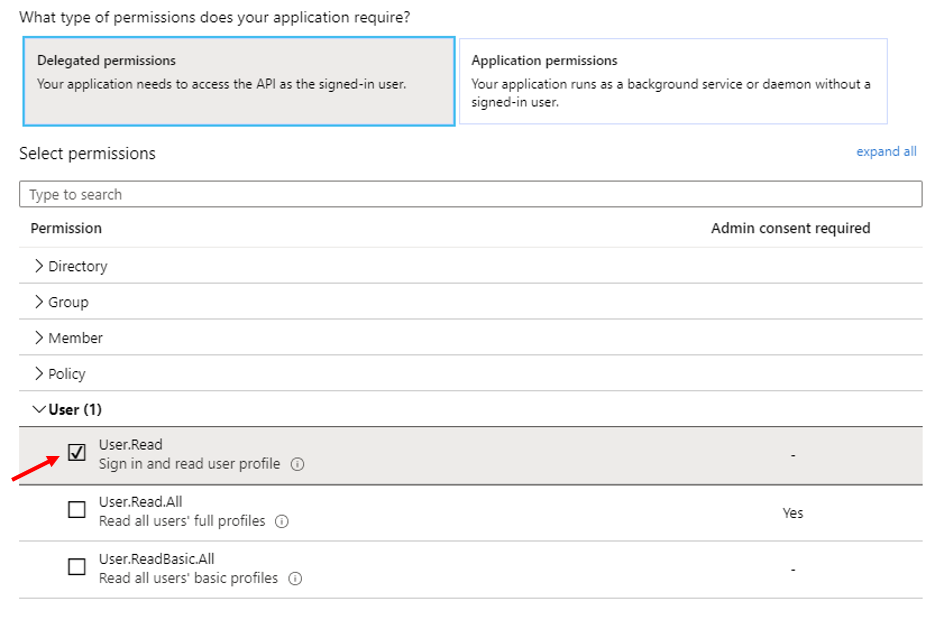 What type of permissions does your application require?
Delegated permissions
Your application needs to access the API as the signed-in user.
Application permissions
Your application runs as a background service or daemon without a
signed-in user.
Select permissions
expand all
Type to search
Permission
Admin consent required
Directory
Group
Member
Policy
User (1)
User.Read
Sign in and read user profile
-
User.Read.All
Read all users' full profiles
Yes
User.ReadBasic.All
Read all users' basic profiles
-